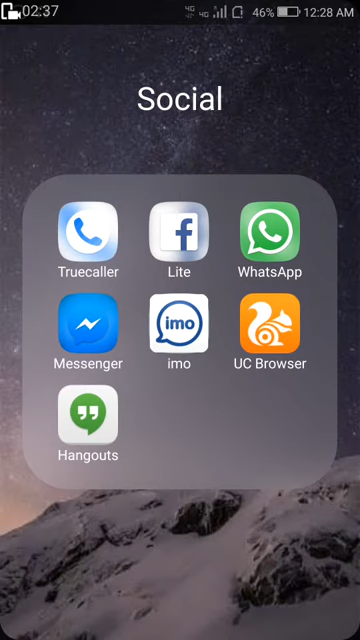 02:37 4G 4G 46% 12:28 AM
Social
Truecaller Lite WhatsApp
imo
Messenger imo UC Browser
Hangouts